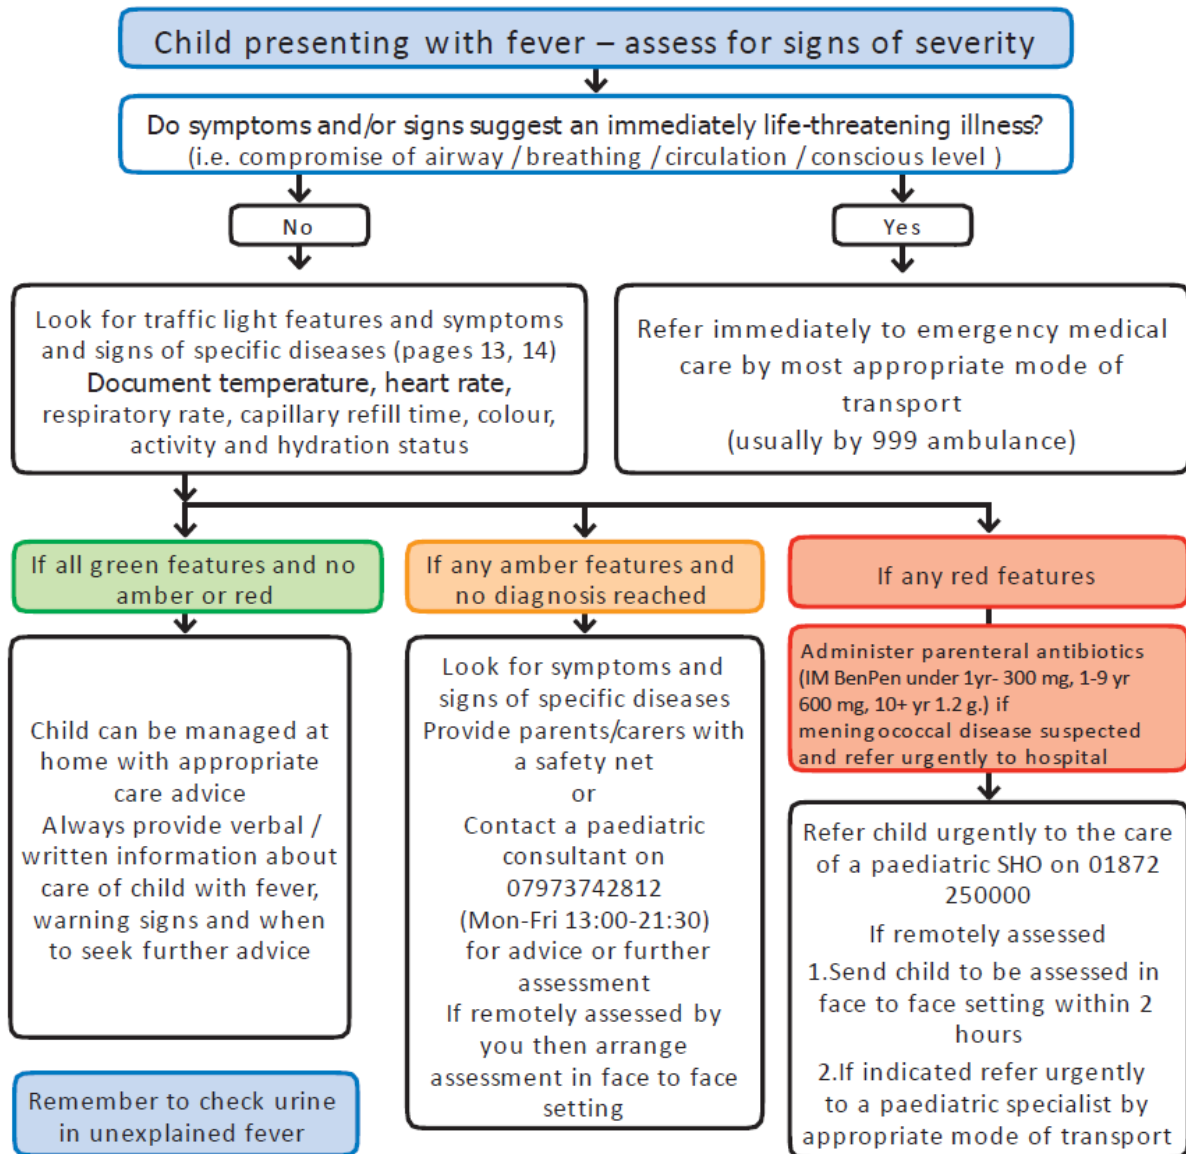 Child presenting with fever – assess for signs of severity
Do symptoms and/or signs suggest an immediately life-threatening illness?
(i.e. compromise of airway / breathing / circulation / conscious level )
No
Yes
Look for traffic light features and symptoms
and signs of specific diseases (pages 13, 14)
Document temperature, heart rate,
respiratory rate, capillary refill time, colour,
activity and hydration status
Refer immediately to emergency medical
care by most appropriate mode of
transport
(usually by 999 ambulance)
If all green features and no
amber or red
If any amber features and
no diagnosis reached
If any red features
Child can be managed at
home with appropriate
care advice
Always provide verbal /
written information about
care of child with fever,
warning signs and when
to seek further advice
Look for symptoms and
signs of specific diseases
Provide parents/carers with
a safety net
or
Contact a paediatric
consultant on
07973742812
(Mon-Fri 13:00-21:30)
for advice or further
assessment
If remotely assessed by
you then arrange
assessment in face to face
setting
Administer parenteral antibiotics
(IM BenPen under 1yr- 300 mg, 1-9 yr
600 mg, 10+ yr 1.2 g.) if
meningococcal disease suspected
and refer urgently to hospital
Refer child urgently to the care
of a paediatric SHO on 01872
250000
If remotely assessed
1.Send child to be assessed in
face to face setting within 2
hours
2.If indicated refer urgently
to a paediatric specialist by
appropriate mode of transport
Remember to check urine
in unexplained fever